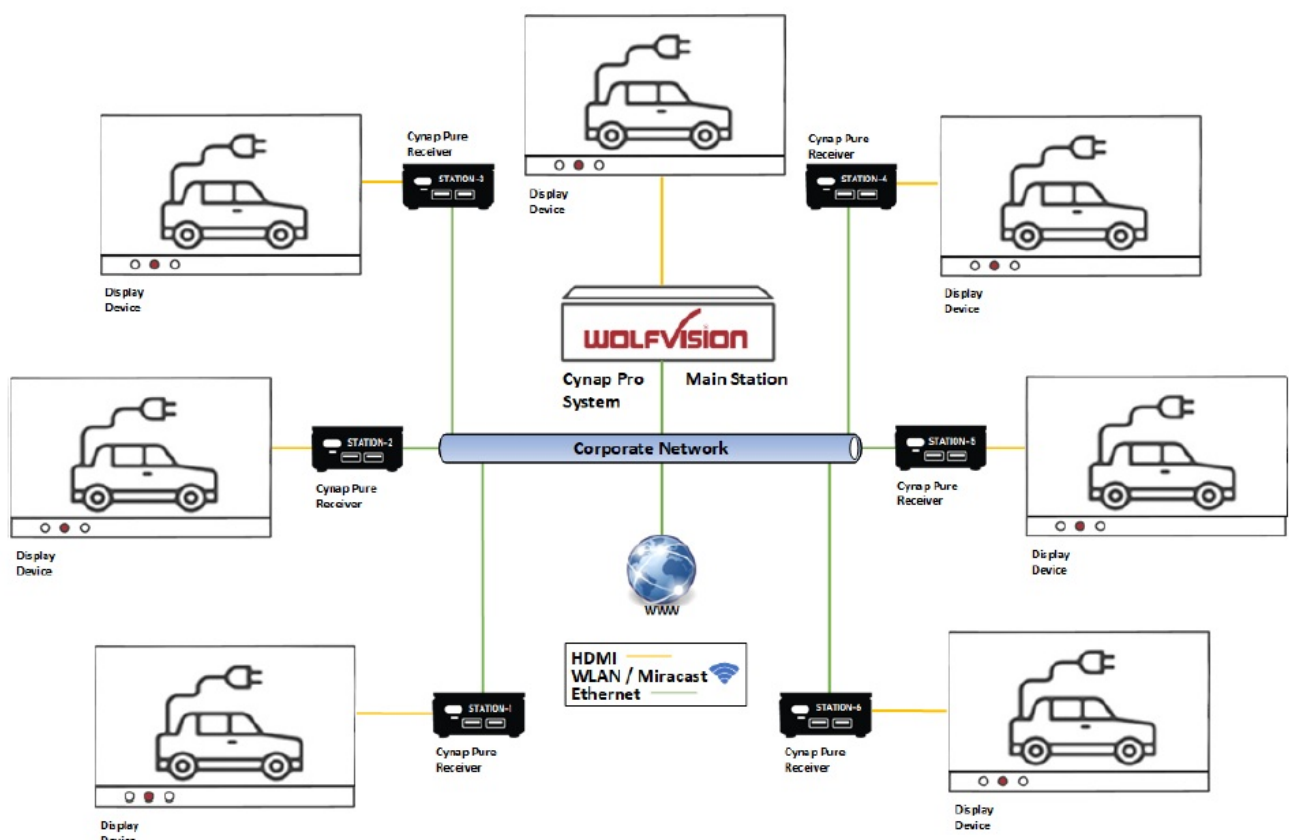 Cynap Pure
Receiver
STATION-3
Display
Device
Display
Device
Cynap Pure
Receiver
STATION-4
Display
Device
WOLFVISION
®
Cynap Pro
System
Main Station
STATION-2
Cynap Pure
Receiver
Display
Device
Corporate Network
STATION-5
Cynap Pure
Receiver
Display
Device
WWW
HDMI
WLAN / Miracast
Ethernet
STATION-1
Cynap Pure
Receiver
Display
Device
STATION-6
Cynap Pure
Receiver
Display
Device